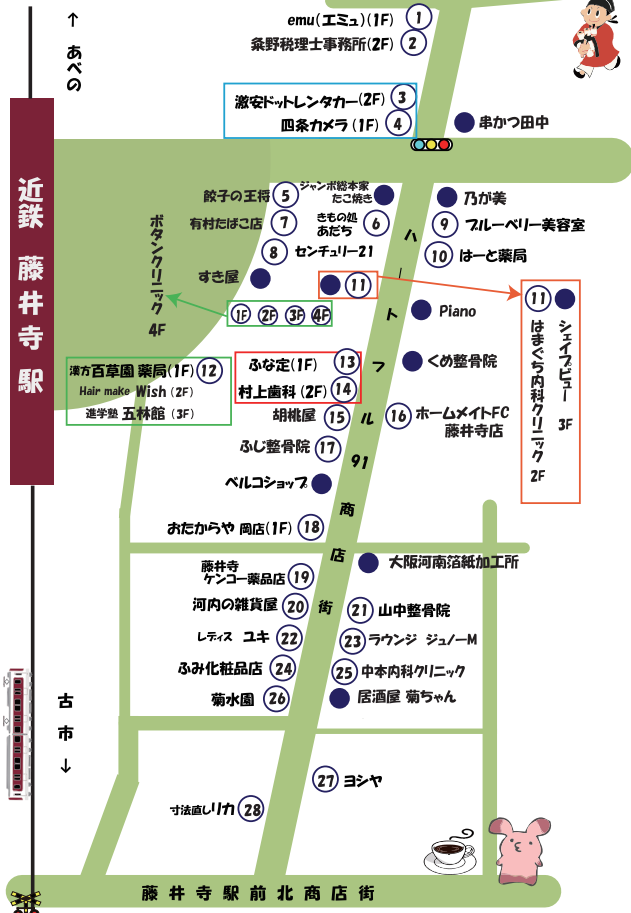 ↑ あべの
近鉄 藤井寺駅
古市 ↓
emu(エミュ)(1F) 1
粂野税理士事務所(2F) 2
激安ドットレンタカー(2F) 3
四条カメラ(1F) 4
串かつ田中
餃子の王将 5
ジャンボ総本家
たこ焼き
乃が美
有村たばこ店 7
きもの処
あだち 6
9 ブルーベリー美容室
8 センチュリー21
10 はーと薬局
すき屋
11
ボタンクリニック 4F
1F 2F 3F 4F
11 はまぐち内科クリニック 2F
シェイプビュー 3F
Piano
漢方百草園 薬局(1F) 12
Hair make Wish (2F)
進学塾 五林館 (3F)
ふな定(1F) 13
村上歯科(2F) 14
くめ整骨院
胡桃屋 15
16 ホームメイトFC
藤井寺店
ふじ整骨院 17
ベルコショップ
おたからや 岡店(1F) 18
ハートフル91商店街
大阪河南箔紙加工所
藤井寺
ケンコー薬品店 19
河内の雑貨屋 20
21 山中整骨院
レディス ユキ 22
23 ラウンジ ジュノーM
ふみ化粧品店 24
25 中本内科クリニック
菊水園 26
居酒屋 菊ちゃん
27 ヨシヤ
寸法直しリカ 28
藤井寺駅前北商店街